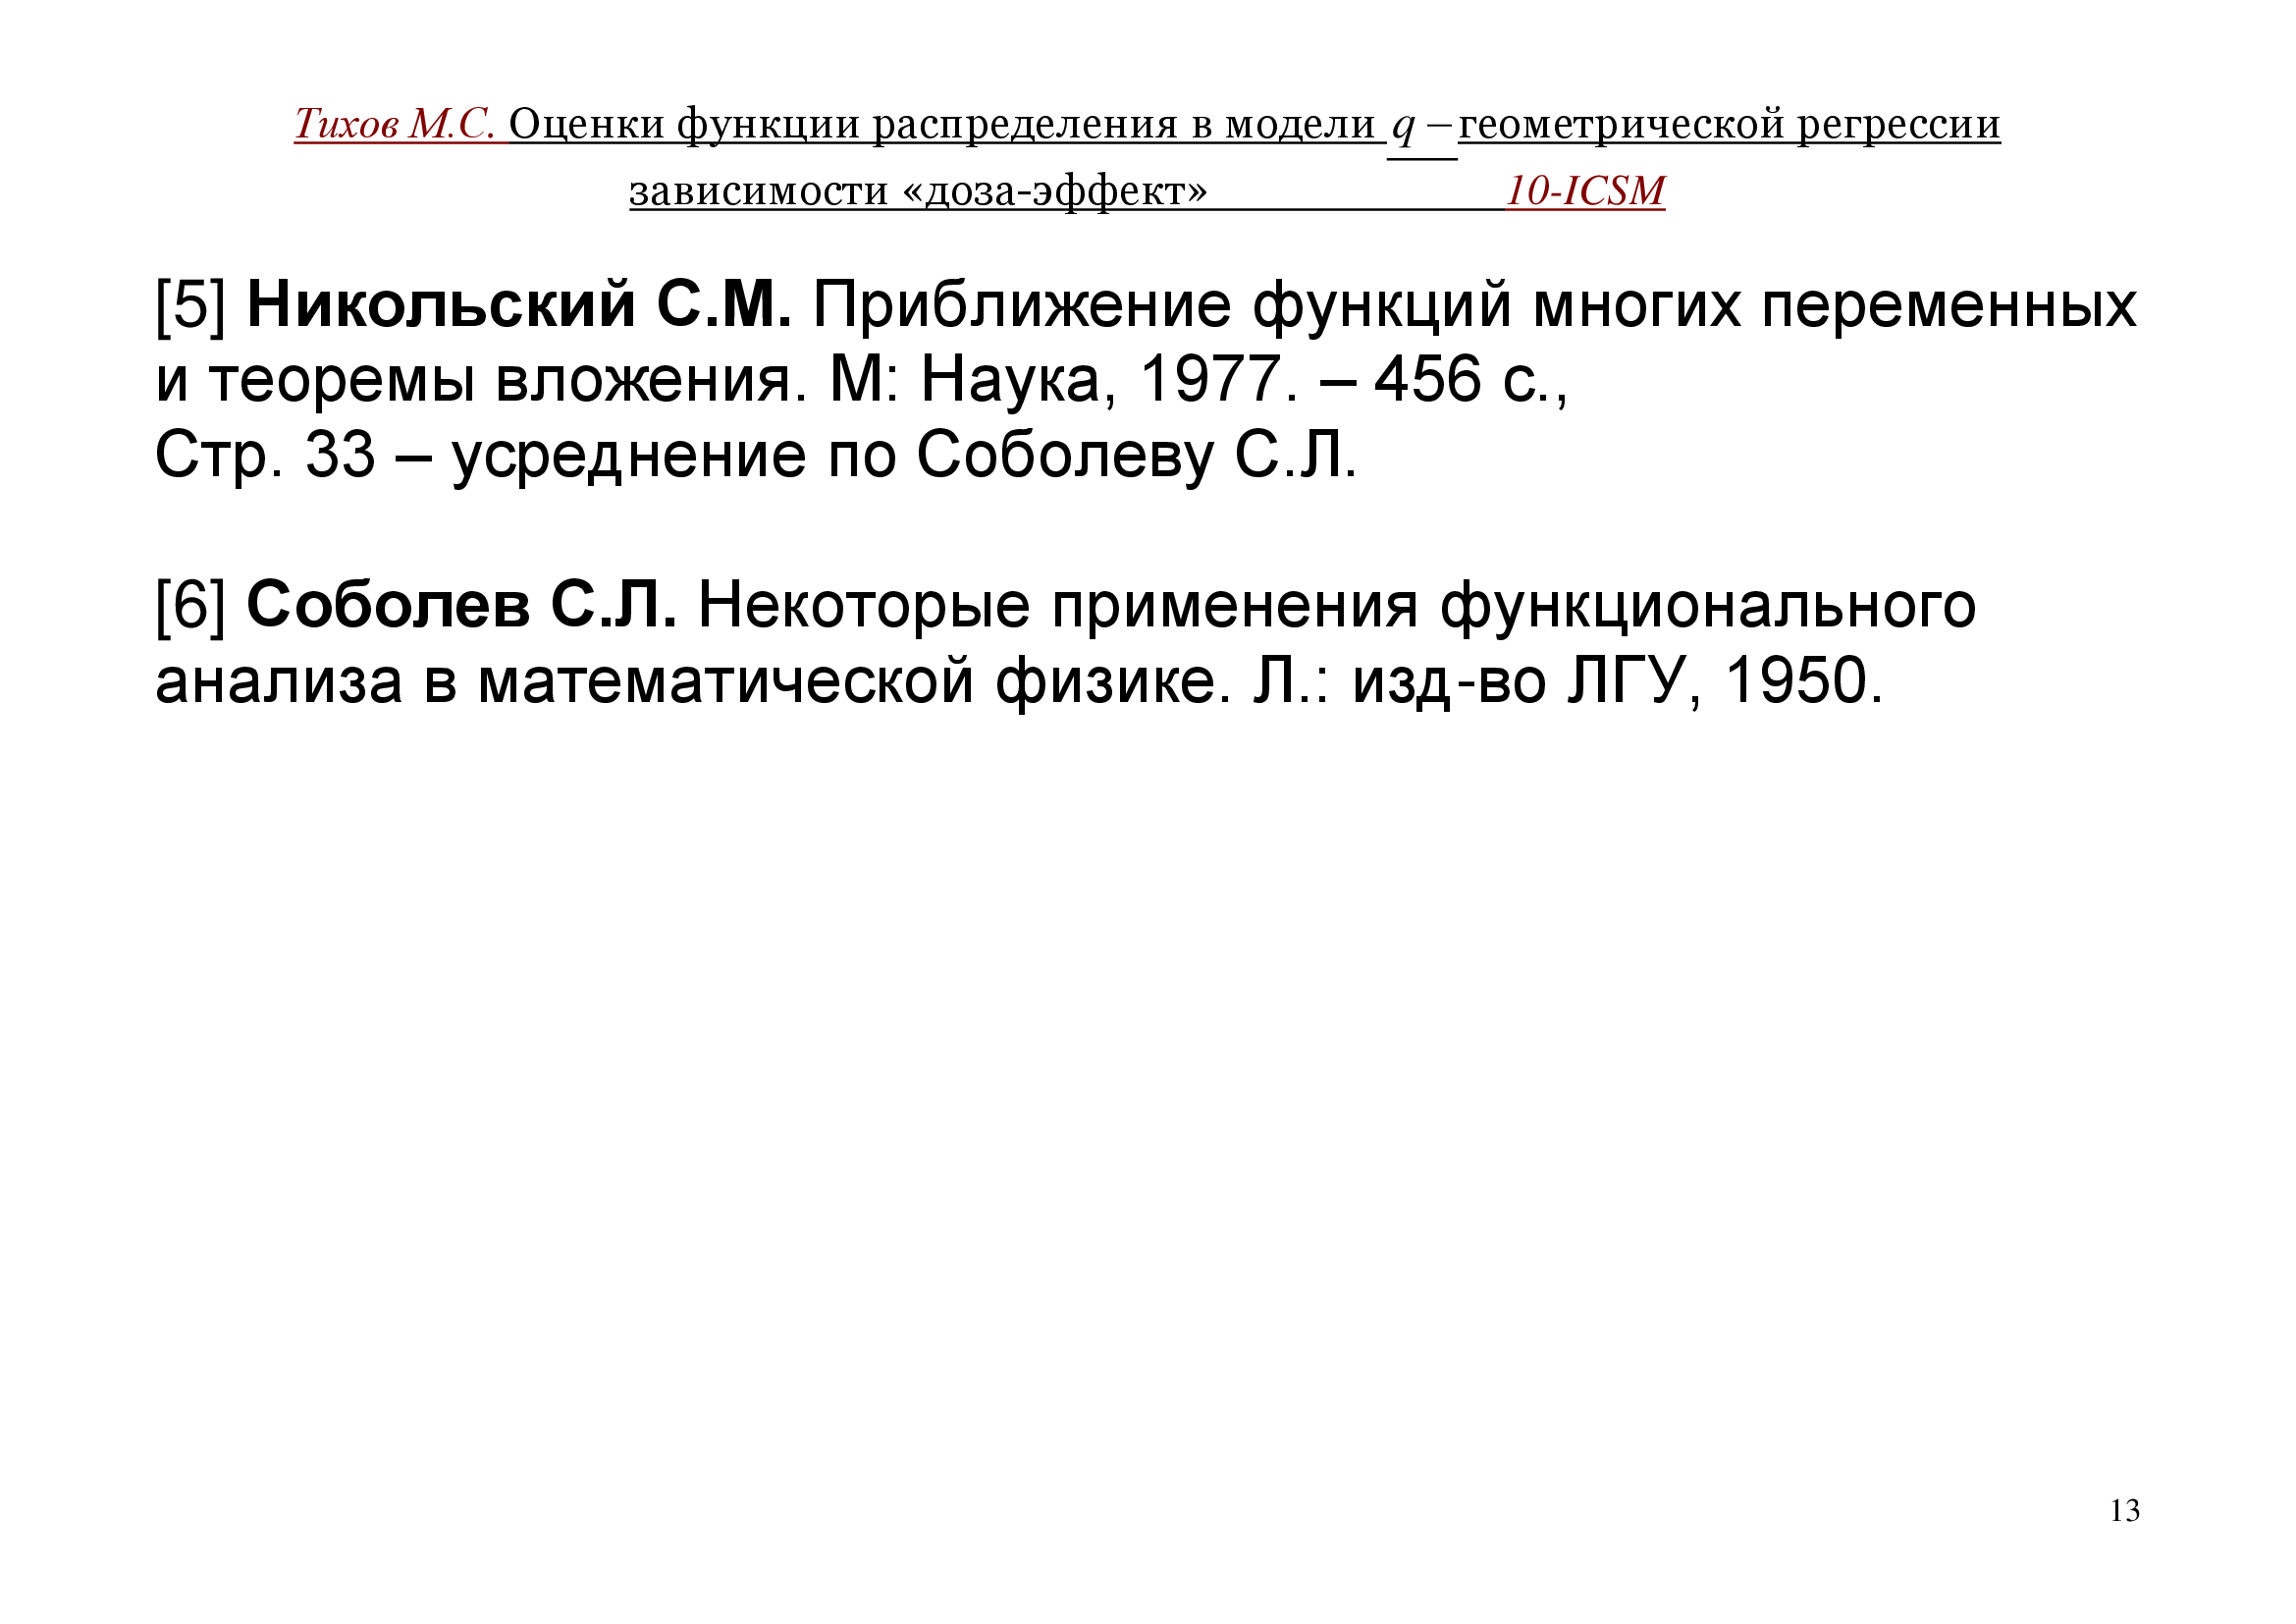 Тихов М.С. Оценки функции распределения в модели q – геометрической регрессии
зависимости «доза-эффект» 10-ICSM
[5] Никольский С.М. Приближение функций многих переменных
и теоремы вложения. М: Наука, 1977. – 456 с.,
Стр. 33 – усреднение по Соболеву С.Л.
[6] Соболев С.Л. Некоторые применения функционального
анализа в математической физике. Л.: изд-во ЛГУ, 1950.
13